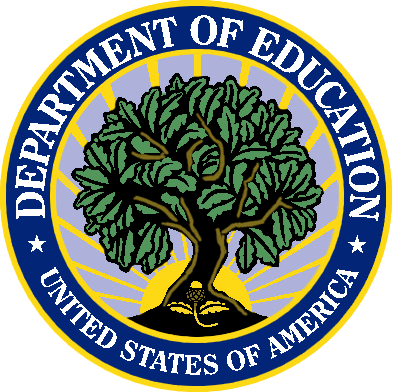 DEPARTMENT OF EDUCATION
UNITED STATES OF AMERICA